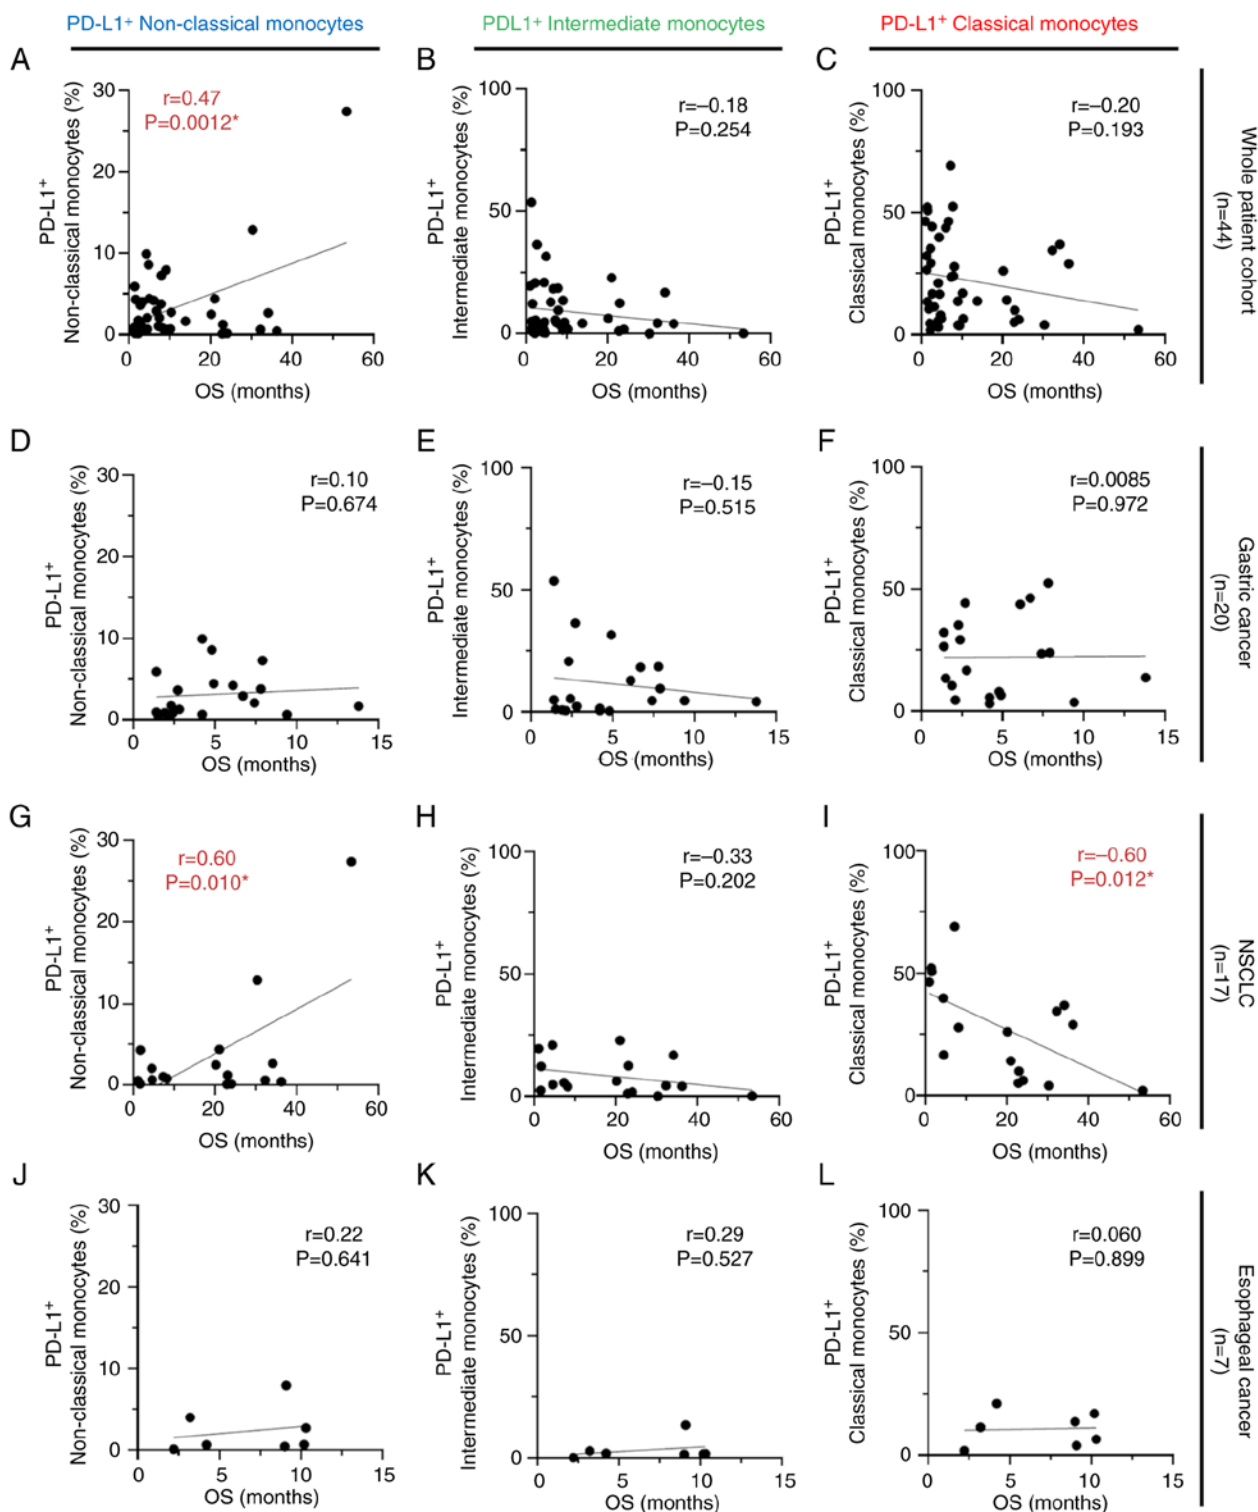 PD-L1+ Non-classical monocytes
PDL1+ Intermediate monocytes
PD-L1+ Classical monocytes
A
PD-L1+
Non-classical monocytes (%)
30
20
10
0
r=0.47
P=0.0012*
0 20 40 60
OS (months)
B
PD-L1+
Intermediate monocytes (%)
100
50
0
r=–0.18
P=0.254
0 20 40 60
OS (months)
C
PD-L1+
Classical monocytes (%)
100
50
0
r=–0.20
P=0.193
0 20 40 60
OS (months)
Whole patient cohort
(n=44)
D
PD-L1+
Non-classical monocytes (%)
30
20
10
0
r=0.10
P=0.674
0 5 10 15
OS (months)
E
PD-L1+
Intermediate monocytes (%)
100
50
0
r=–0.15
P=0.515
0 5 10 15
OS (months)
F
PD-L1+
Classical monocytes (%)
100
50
0
r=0.0085
P=0.972
0 5 10 15
OS (months)
Gastric cancer
(n=20)
G
PD-L1+
Non-classical monocytes (%)
30
20
10
0
r=0.60
P=0.010*
0 20 40 60
OS (months)
H
PD-L1+
Intermediate monocytes (%)
100
50
0
r=–0.33
P=0.202
0 20 40 60
OS (months)
I
PD-L1+
Classical monocytes (%)
100
50
0
r=–0.60
P=0.012*
0 20 40 60
OS (months)
NSCLC
(n=17)
J
PD-L1+
Non-classical monocytes (%)
30
20
10
0
r=0.22
P=0.641
0 5 10 15
OS (months)
K
PD-L1+
Intermediate monocytes (%)
100
50
0
r=0.29
P=0.527
0 5 10 15
OS (months)
L
PD-L1+
Classical monocytes (%)
100
50
0
r=0.060
P=0.899
0 5 10 15
OS (months)
Esophageal cancer
(n=7)